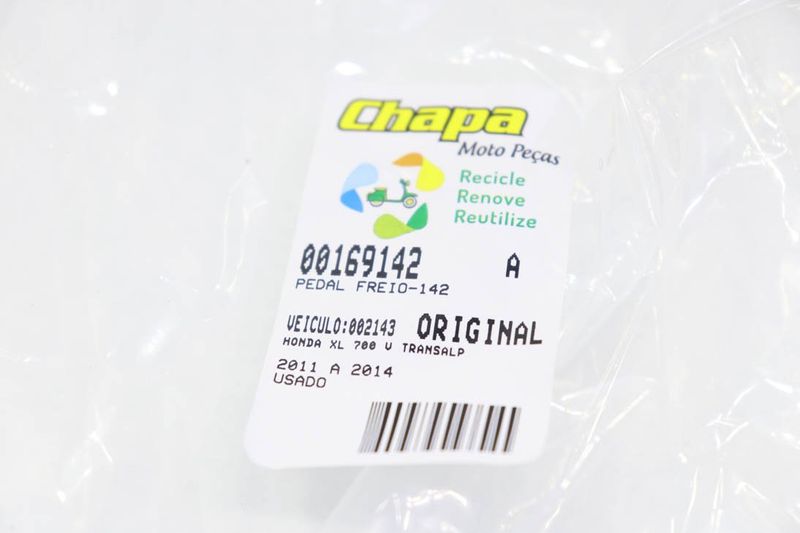 Chapa
Moto Peças
Recicle
Renove
Reutilize
00169142 A
PEDAL FREIO-142
VEICULO:002143 ORIGINAL
HONDA XL 700 V TRANSALP
2011 A 2014
USADO